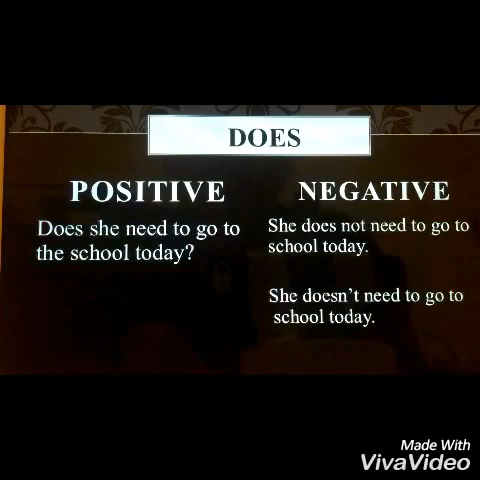 DOES
POSITIVE
Does she need to go to
the school today?
NEGATIVE
She does not need to go to
school today.
She doesn't need to go to
school today.
Made With
VivaVideo